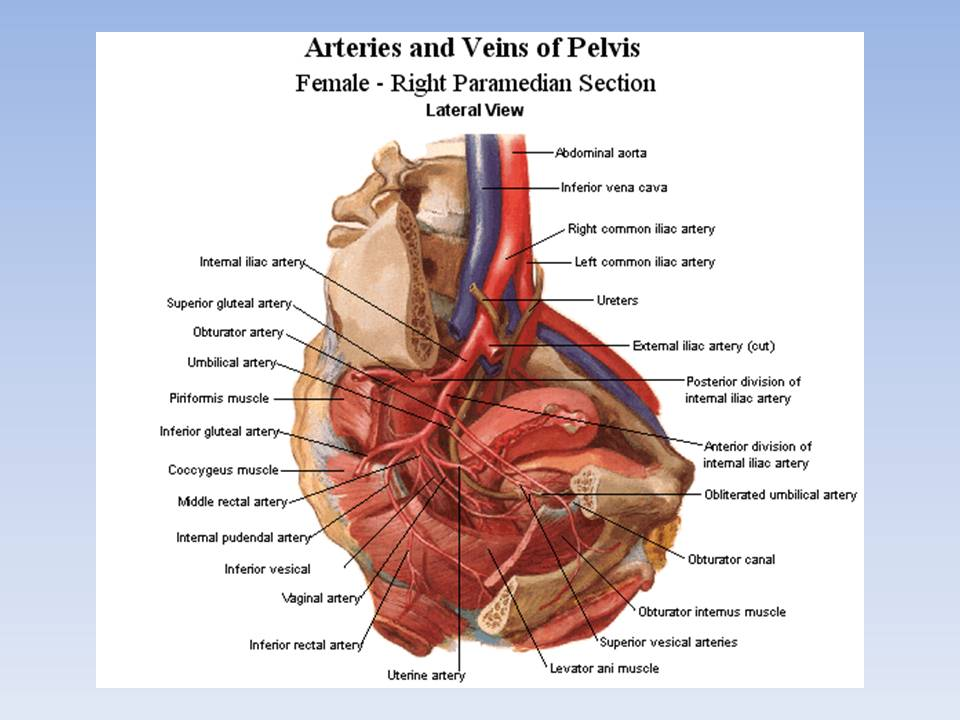 Arteries and Veins of Pelvis
Female - Right Paramedian Section
Lateral View
Abdominal aorta
Inferior vena cava
Right common iliac artery
Left common iliac artery
Ureters
External iliac artery (cut)
Posterior division of
internal iliac artery
Anterior division of
internal iliac artery
Obliterated umbilical artery
Obturator canal
Obturator internus muscle
Superior vesical arteries
Levator ani muscle
Internal iliac artery
Superior gluteal artery
Obturator artery
Umbilical artery
Piriformis muscle
Inferior gluteal artery
Coccygeus muscle
Middle rectal artery
Internal pudendal artery
Inferior vesical
Vaginal artery
Inferior rectal artery
Uterine artery